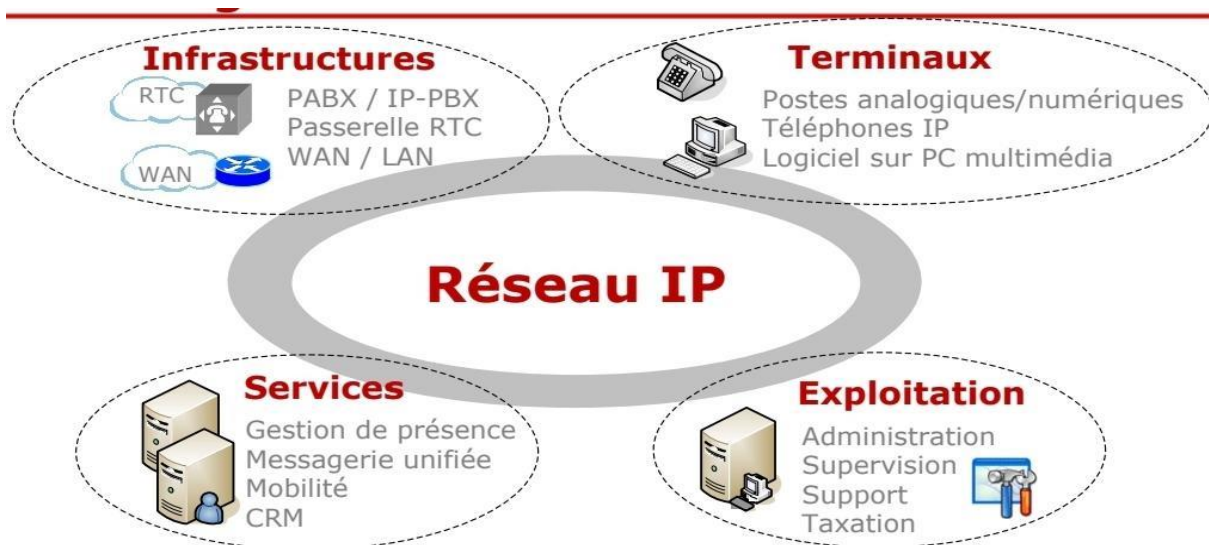 Infrastructures
RTC
PABX / IP-PBX
Passerelle RTC
WAN / LAN
WAN
Terminaux
Postes analogiques/numériques
Téléphones IP
Logiciel sur PC multimédia
Réseau IP
Services
Gestion de présence
Messagerie unifiée
Mobilité
CRM
Exploitation
Administration
Supervision
Support
Taxation